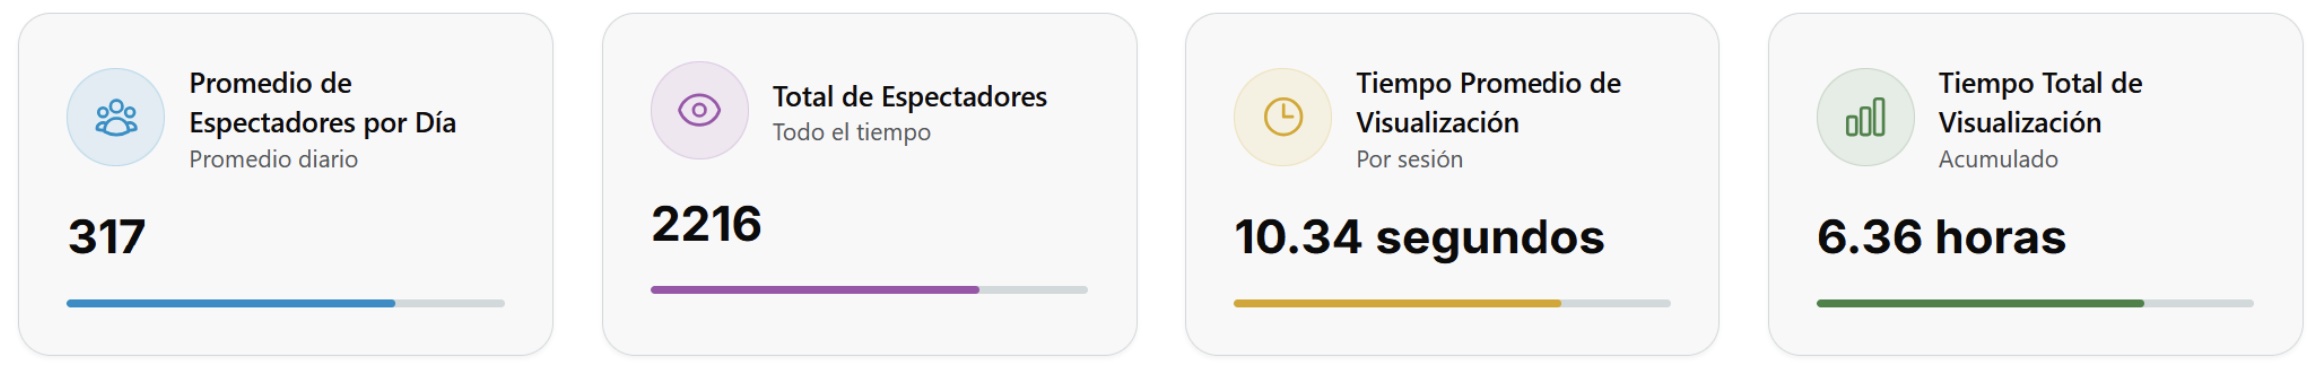 Promedio de
Espectadores por Día
Promedio diario
317
Total de Espectadores
Todo el tiempo
2216
Tiempo Promedio de
Visualización
Por sesión
10.34 segundos
Tiempo Total de
Visualización
Acumulado
6.36 horas